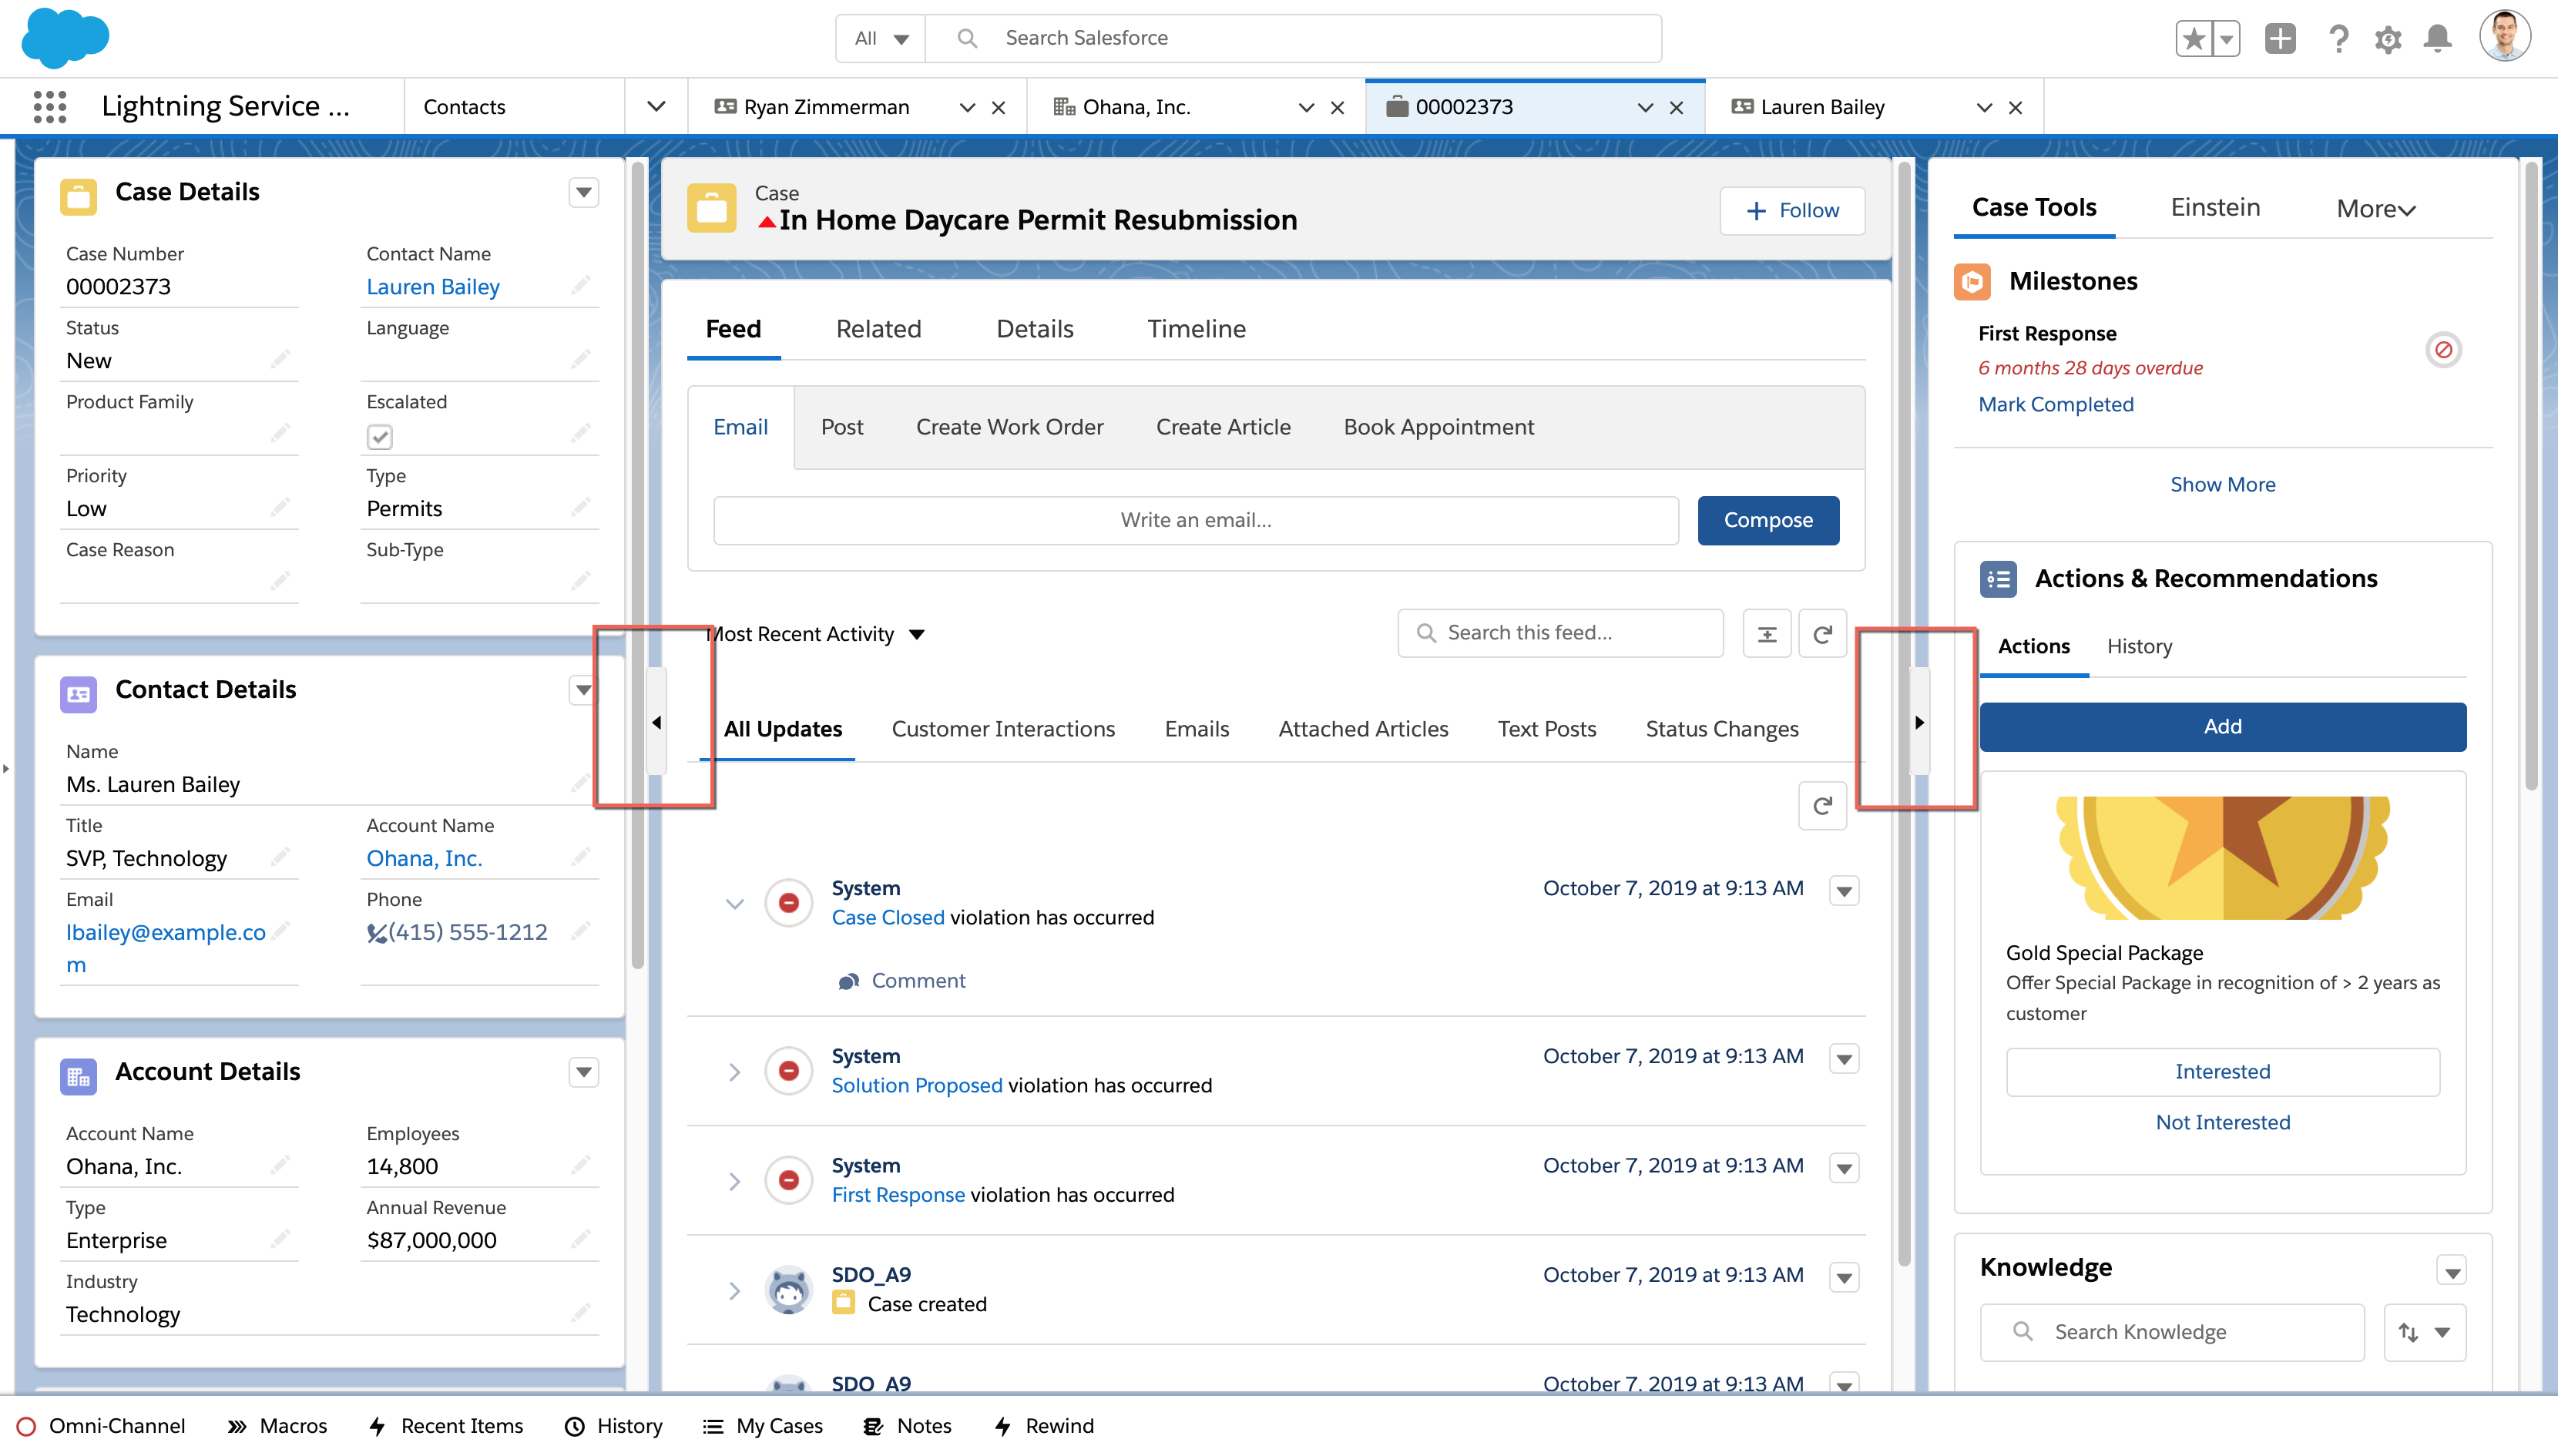 All
Search Salesforce
Lightning Service ...
Contacts
Ryan Zimmerman
Ohana, Inc.
00002373
Lauren Bailey
Case Details
Case Number
Contact Name
00002373
Lauren Bailey
Status
Language
New
Product Family
Escalated
Priority
Type
Low
Permits
Case Reason
Sub-Type
Contact Details
Name
Ms. Lauren Bailey
Title
Account Name
SVP, Technology
Ohana, Inc.
Email
Phone
lbailey@example.co
m
(415) 555-1212
Account Details
Account Name
Employees
Ohana, Inc.
14,800
Type
Annual Revenue
Enterprise
$87,000,000
Industry
Technology
Case
In Home Daycare Permit Resubmission
Follow
Feed
Related
Details
Timeline
Email
Post
Create Work Order
Create Article
Book Appointment
Write an email...
Compose
Most Recent Activity
Search this feed...
All Updates
Customer Interactions
Emails
Attached Articles
Text Posts
Status Changes
System
October 7, 2019 at 9:13 AM
Case Closed violation has occurred
Comment
System
October 7, 2019 at 9:13 AM
Solution Proposed violation has occurred
System
October 7, 2019 at 9:13 AM
First Response violation has occurred
SDO_A9
October 7, 2019 at 9:13 AM
Case created
SDO_A9
October 7, 2019 at 9:13 AM
Case Tools
Einstein
More
Milestones
First Response
6 months 28 days overdue
Mark Completed
Show More
Actions & Recommendations
Actions
History
Add
Gold Special Package
Offer Special Package in recognition of > 2 years as
customer
Interested
Not Interested
Knowledge
Search Knowledge
Omni-Channel
Macros
Recent Items
History
My Cases
Notes
Rewind